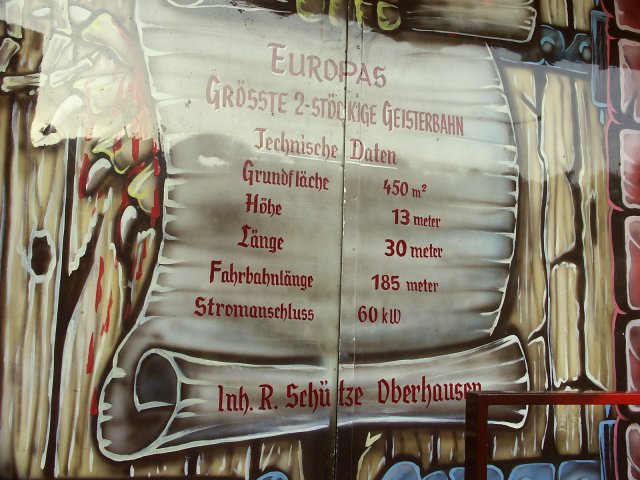 EUROPAS
GRÖSSTE 2-STÖCKIGE GEISTERBAHN
Technische Daten
Grundfläche 450 m²
Höhe 13 meter
Länge 30 meter
Fahrbahnlänge 185 meter
Stromanschluss 60 kW
Inh. R. Schütze Oberhausen